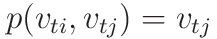 p(v_{ti}, v_{tj}) = v_{tj}